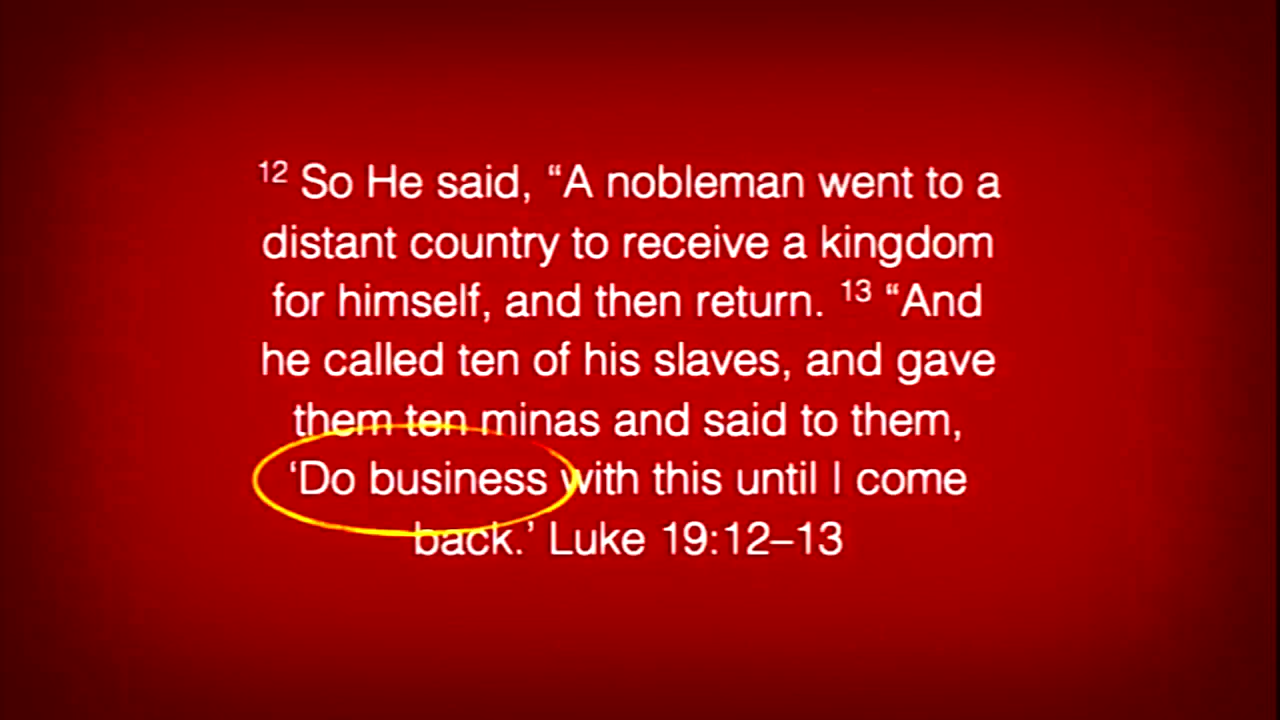 12 So He said, “A nobleman went to a
distant country to receive a kingdom
for himself, and then return. 13 “And
he called ten of his slaves, and gave
them ten minas and said to them,
‘Do business with this until I come
back.’ Luke 19:12–13